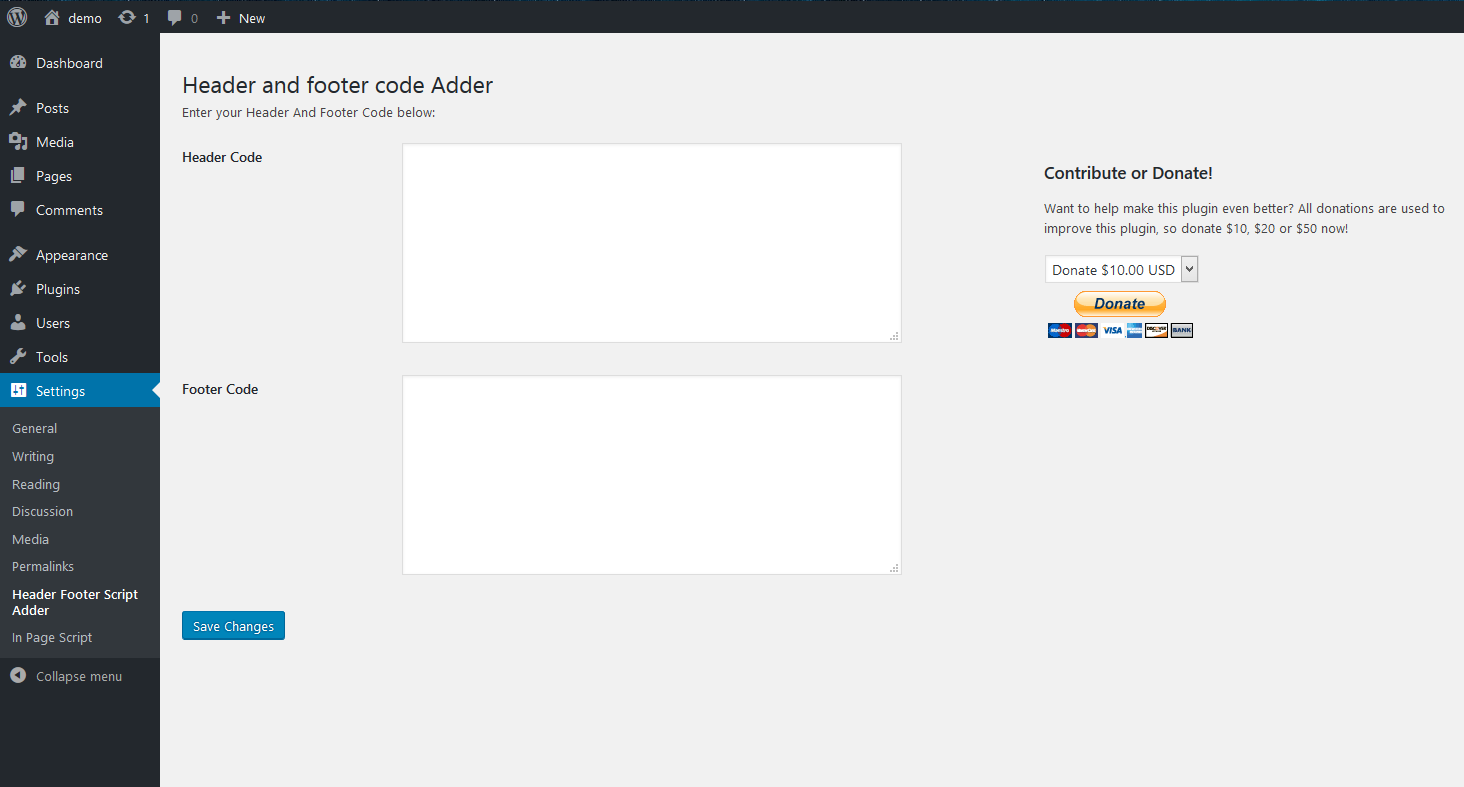 demo 1 0 New
Dashboard
Posts
Media
Pages
Comments
Appearance
Plugins
Users
Tools
Settings
General
Writing
Reading
Discussion
Media
Permalinks
Header Footer Script
Adder
In Page Script
Collapse menu
Header and footer code Adder
Enter your Header And Footer Code below:
Header Code
Footer Code
Save Changes
Contribute or Donate!
Want to help make this plugin even better? All donations are used to
improve this plugin, so donate $10, $20 or $50 now!
Donate $10.00 USD
Donate
Maestro MasterCard VISA DISCOVER BANK